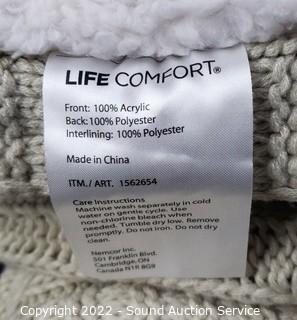 LIFE COMFORT®
Front: 100% Acrylic
Back: 100% Polyester
Interlining: 100% Polyester
Made in China
ITM./ ART. 1562654
Care Instructions
Machine wash separately in cold
water on gentle cycle. Use
non-chlorine bleach when
needed. Tumble dry low. Remove
promptly. Do not iron. Do not dry
clean.
Nemcor Inc.
501 Franklin Blvd.
Cambridge, ON
Canada N1R 8G9
Copyright 2022 - Sound Auction Service